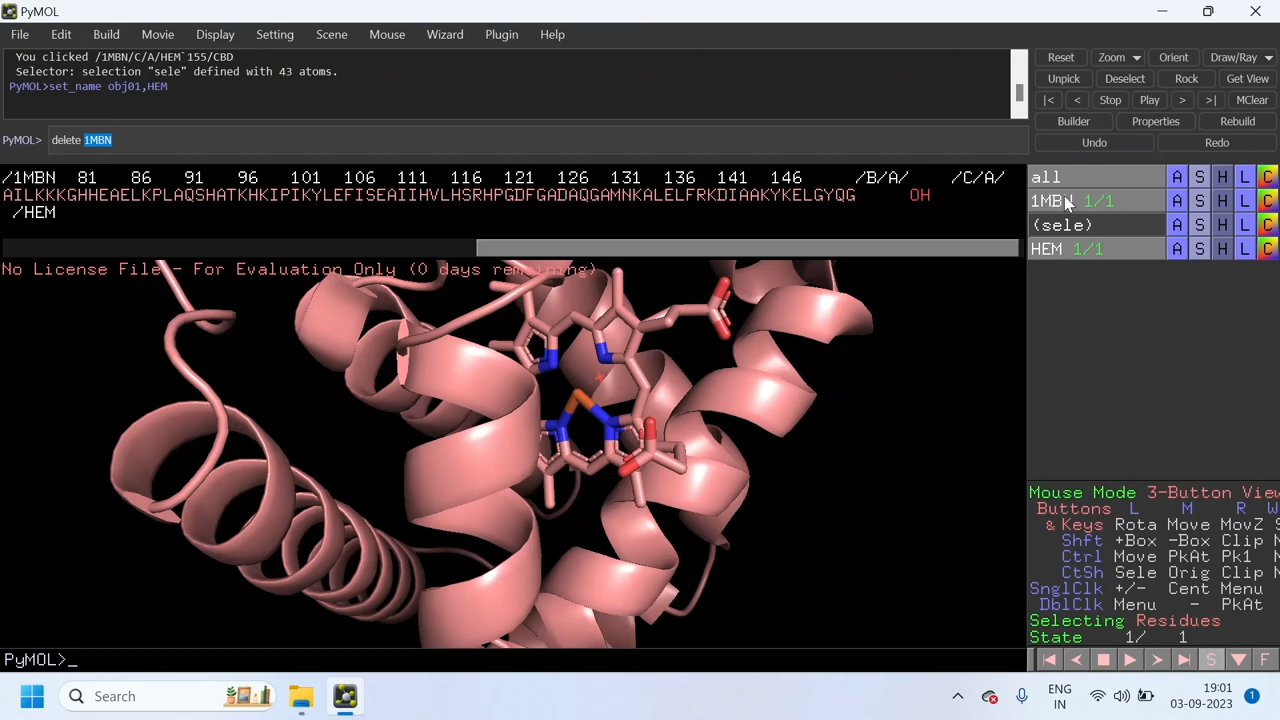 PyMOL
File Edit Build Movie Display Setting Scene Mouse Wizard Plugin Help
You clicked /1MBN/C/A/HEM`155/CBD
Selector: selection "sele" defined with 43 atoms.
PyMOL>set_name obj01,HEM
PyMOL> delete 1MBN
Reset Zoom Orient Draw/Ray
Unpick Deselect Rock Get View
|< < Stop Play > >| MClear
Builder Properties Rebuild
Undo Redo
/1MBN 81 86 91 96 101 106 111 116 121 126 131 136 141 146 /B/A/ /C/A/
AILKKKGHHEAELKPLAQSHATKHKIPIKYLEFISEAIIHVLHSRHPGDFGADAQGAMNKALELFRKDIAAKYKELGYQG OH
/HEM
No License File - For Evaluation Only (0 days remaining)
all A S H L C
1MBN 1/1 A S H L C
(sele) A S H L C
HEM 1/1 A S H L C
Mouse Mode 3-Button View
Buttons L M R W
& Keys Rota Move MovZ S
Shft +Box -Box Clip M
Ctrl Move PkAt Pk1 M
CtSh Sele Orig Clip M
SnglClk +/- Cent Menu
DblClk Menu - PkAt
Selecting Residues
State 1/ 1
PyMOL>_
S F
Search
ENG
IN
19:01
03-09-2023
1